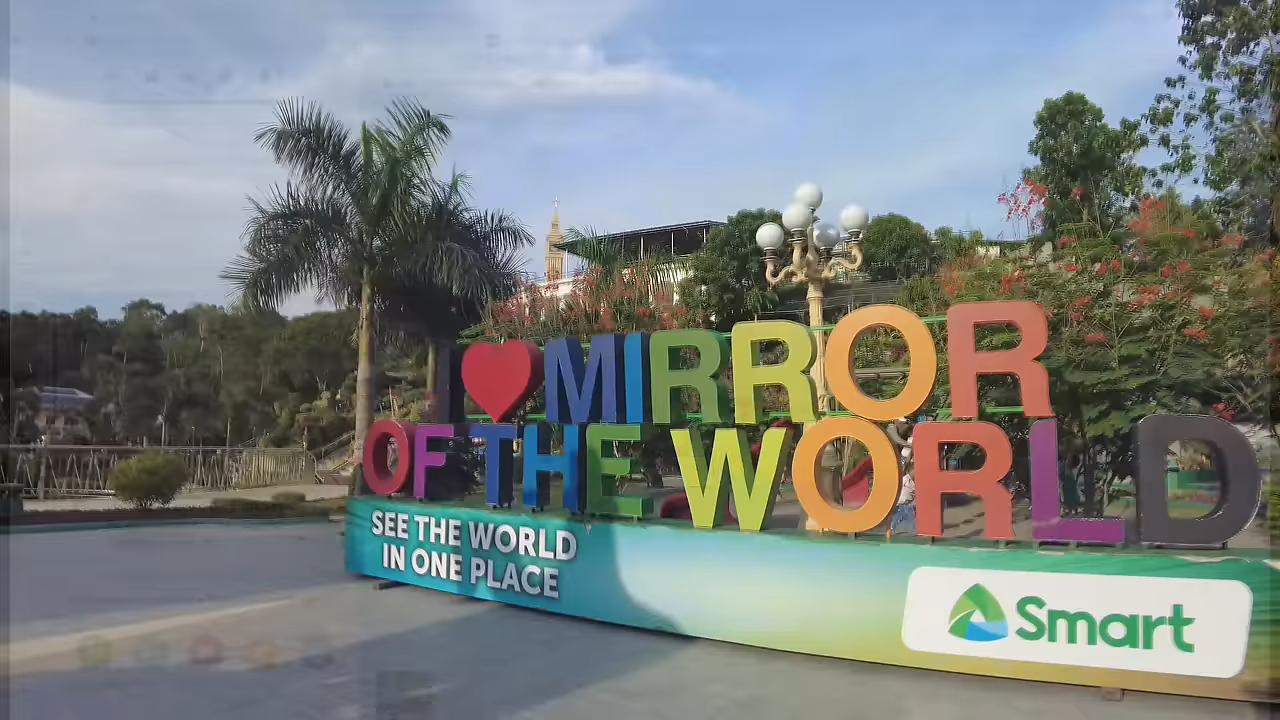 I ❤ MIRROR
OF THE WORLD
SEE THE WORLD
IN ONE PLACE
Smart